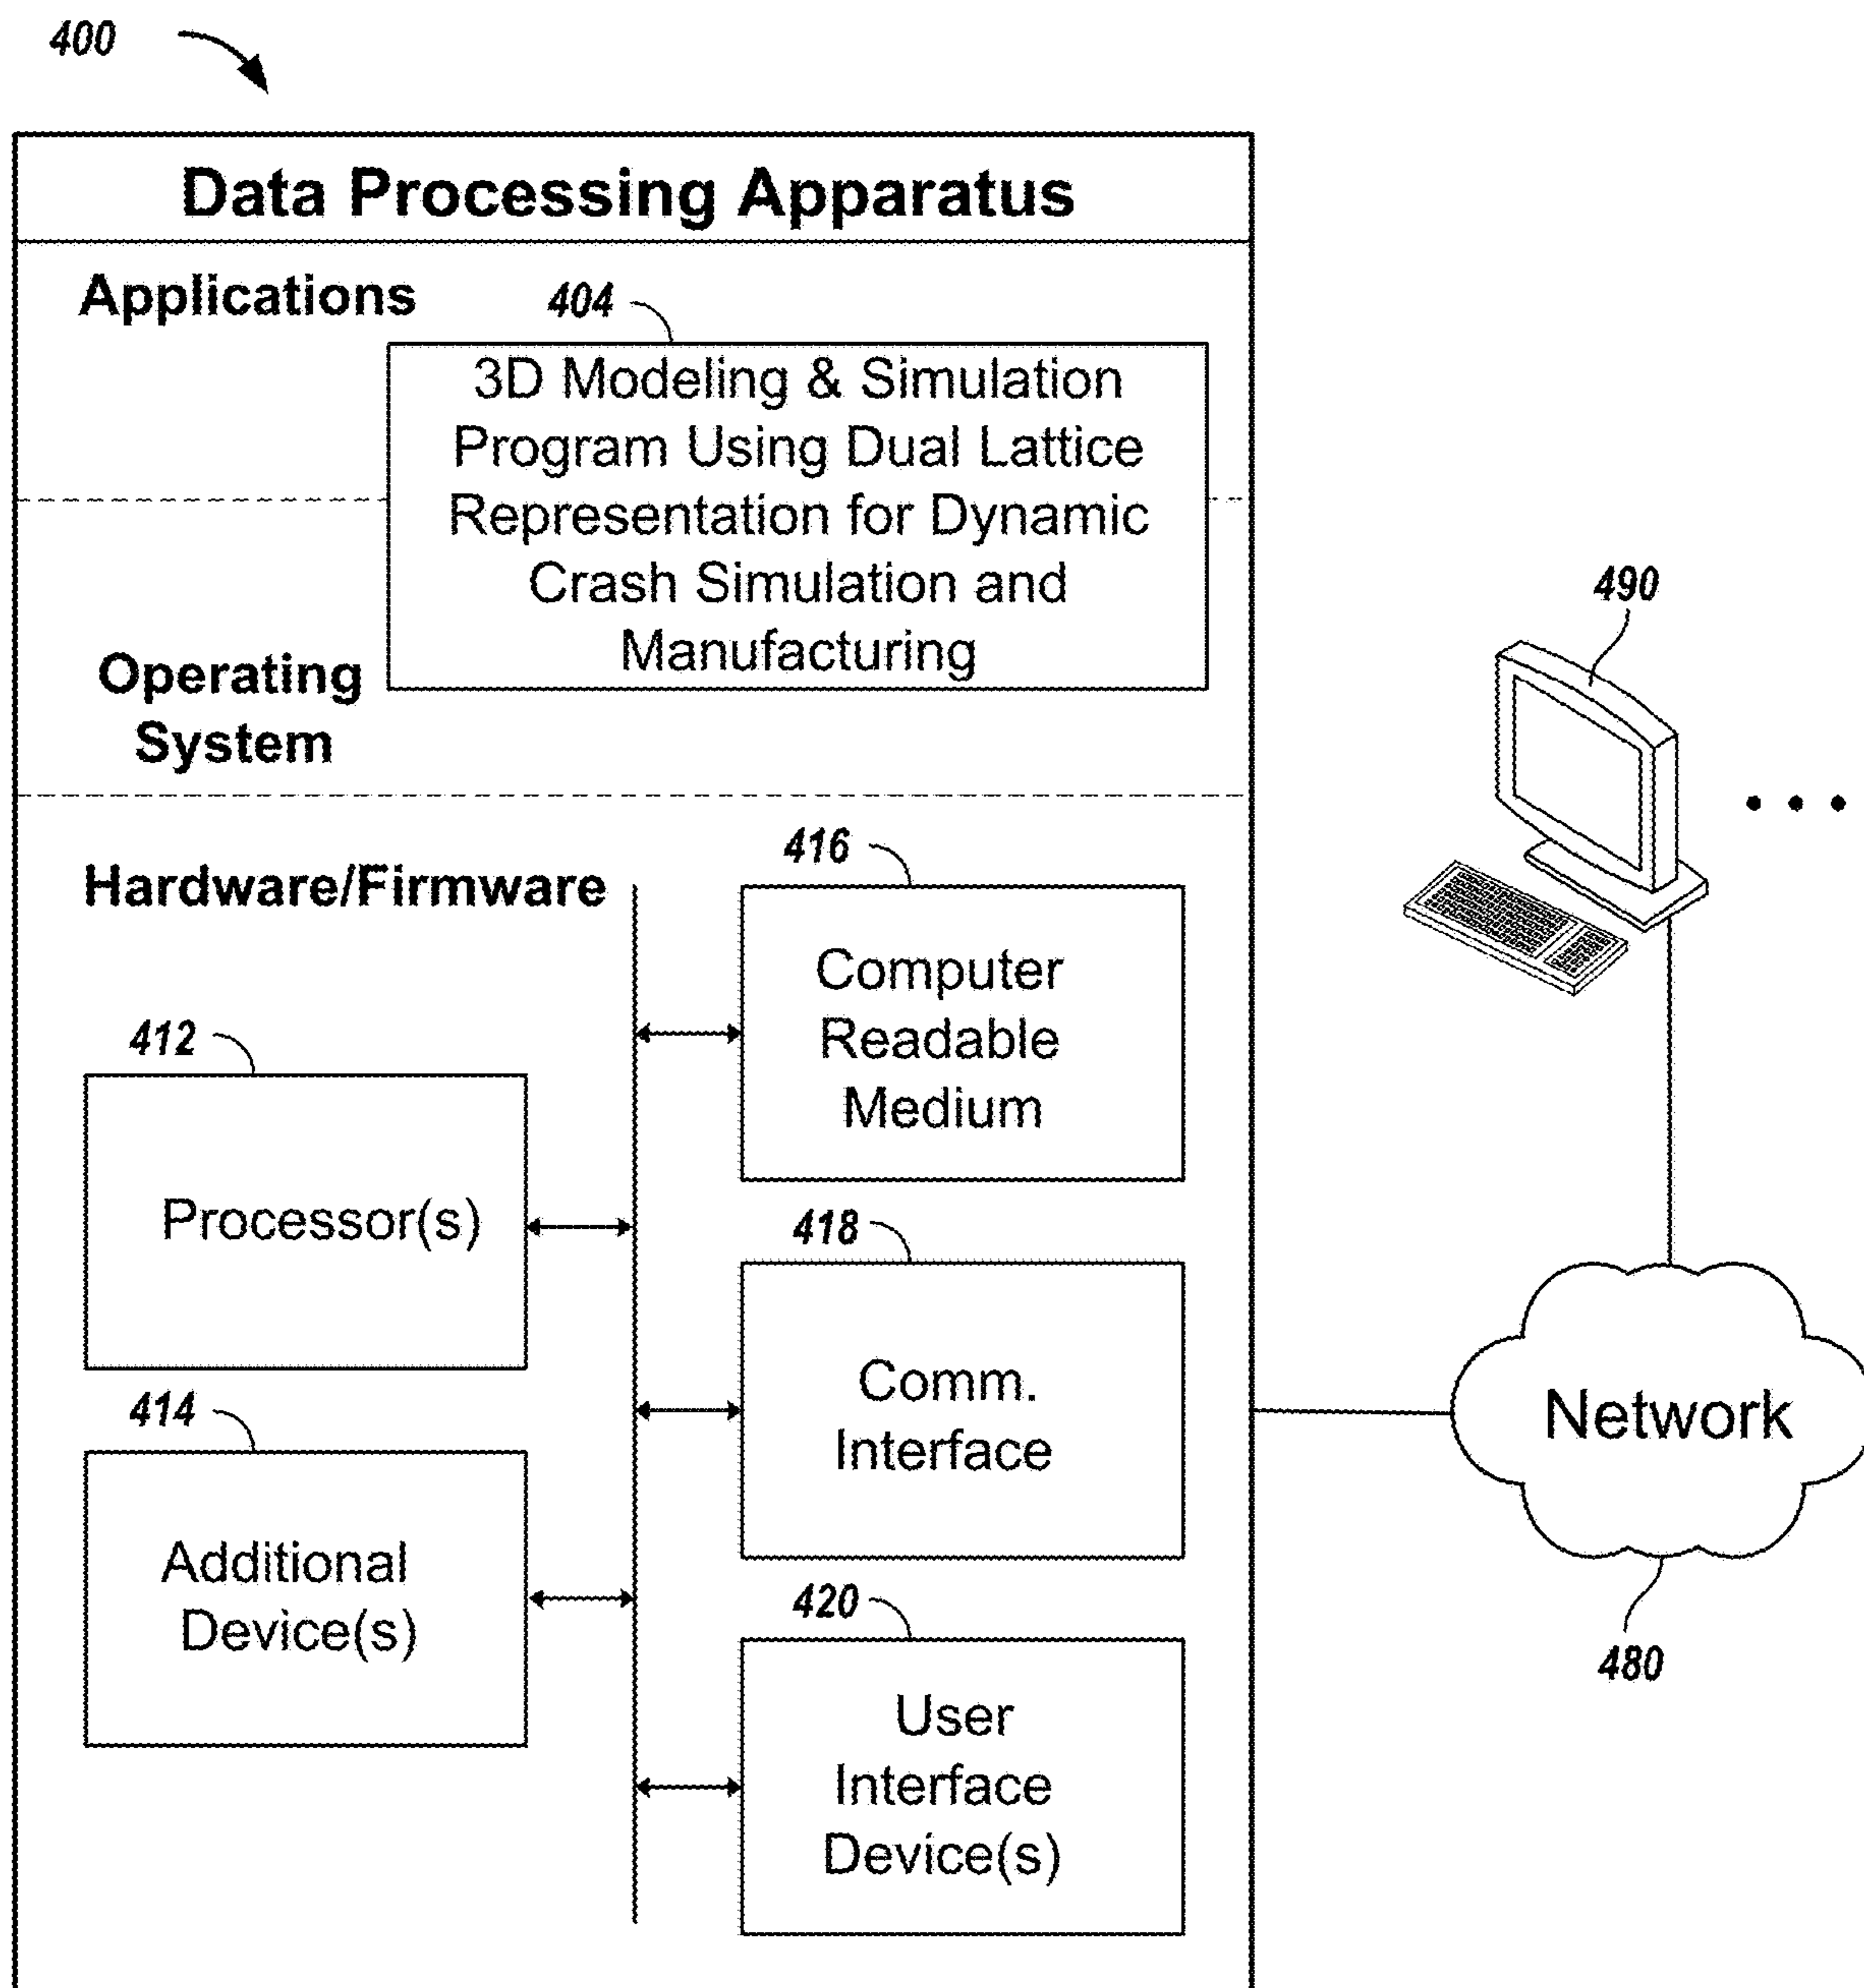 400
Data Processing Apparatus
Applications
404
3D Modeling & Simulation
Program Using Dual Lattice
Representation for Dynamic
Crash Simulation and
Manufacturing
Operating
System
490
Hardware/Firmware
416
Computer
Readable
Medium
412
Processor(s)
418
Comm.
Interface
Network
414
Additional
Device(s)
420
User
Interface
Device(s)
480